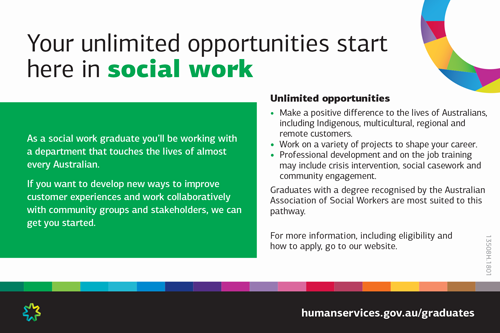 Your unlimited opportunities start
here in social work
As a social work graduate you'll be working with
a department that touches the lives of almost
every Australian.
If you want to develop new ways to improve
customer experiences and work collaboratively
with community groups and stakeholders, we can
get you started.
Unlimited opportunities
• Make a positive difference to the lives of Australians,
including Indigenous, multicultural, regional and
remote customers.
• Work on a variety of projects to shape your career.
• Professional development and on the job training
may include crisis intervention, social casework and
community engagement.
Graduates with a degree recognised by the Australian
Association of Social Workers are most suited to this
pathway.
For more information, including eligibility and
how to apply, go to our website.
13508H.1801
humanservices.gov.au/graduates